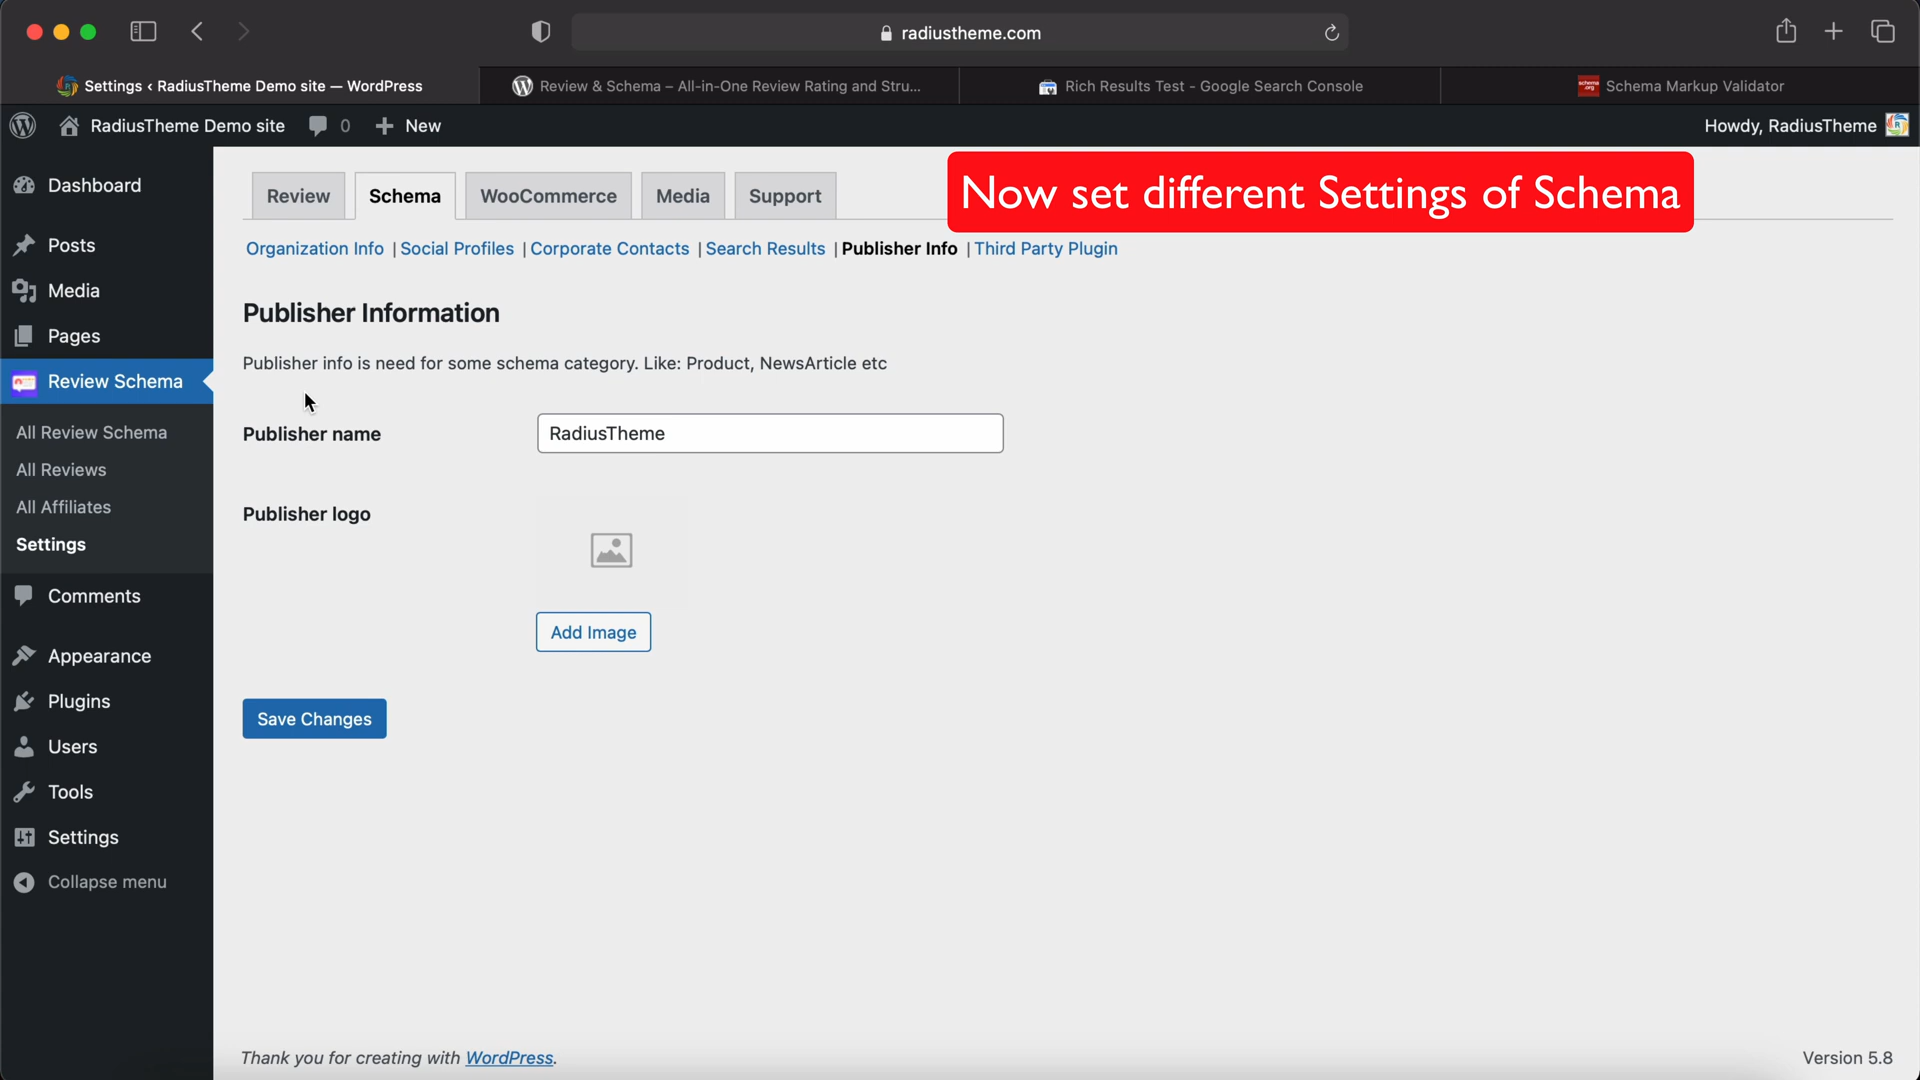 radiustheme.com
Settings ‹ RadiusTheme Demo site — WordPress
Review & Schema – All-in-One Review Rating and Stru...
Rich Results Test - Google Search Console
Schema Markup Validator
RadiusTheme Demo site
0
New
Howdy, RadiusTheme
Now set different Settings of Schema
Dashboard
Posts
Media
Pages
Review Schema
All Review Schema
All Reviews
All Affiliates
Settings
Comments
Appearance
Plugins
Users
Tools
Settings
Collapse menu
Review
Schema
WooCommerce
Media
Support
Organization Info | Social Profiles | Corporate Contacts | Search Results | Publisher Info | Third Party Plugin
Publisher Information
Publisher info is need for some schema category. Like: Product, NewsArticle etc
Publisher name
RadiusTheme
Publisher logo
Add Image
Save Changes
Thank you for creating with WordPress.
Version 5.8